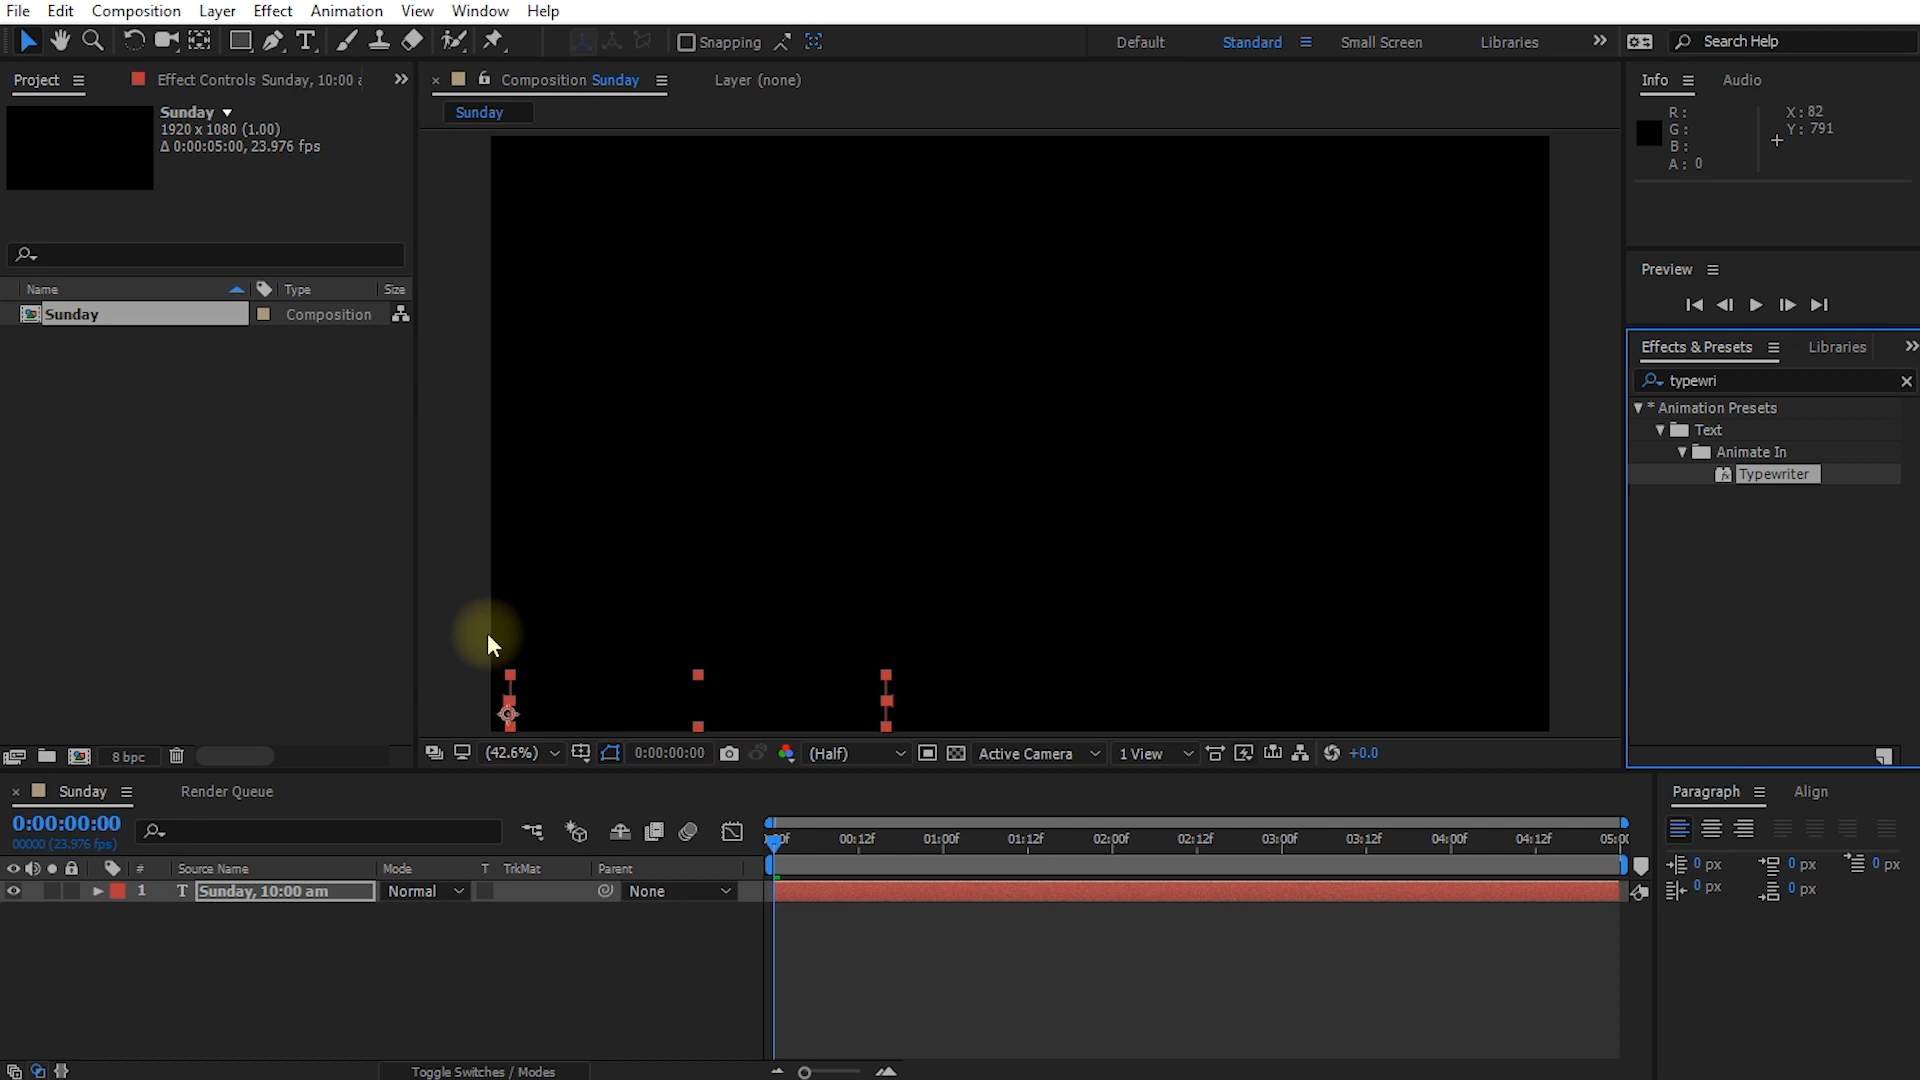 File Edit Composition Layer Effect Animation View Window Help
Snapping Default Standard Small Screen Libraries Search Help
Project Effect Controls Sunday, 10:00 Composition Sunday Layer (none) Info Audio
Sunday
1920 x 1080 (1.00)
Δ 0:00:05:00, 23.976 fps
Sunday
R:
G:
B:
A: 0
X: 82
Y: 791
Preview
Name Type Size
Sunday Composition
Effects & Presets Libraries
typewri
* Animation Presets
Text
Animate In
Typewriter
8 bpc (42.6%) 0:00:00:00 (Half) Active Camera 1 View +0.0
Sunday Render Queue
0:00:00:00
00000 (23.976 fps)
00:12f 01:00f 01:12f 02:00f 02:12f 03:00f 03:12f 04:00f 04:12f
# Source Name Mode T TrkMat Parent
1 T Sunday, 10:00 am Normal None
Paragraph Align
0 px 0 px 0 px
0 px 0 px
Toggle Switches / Modes